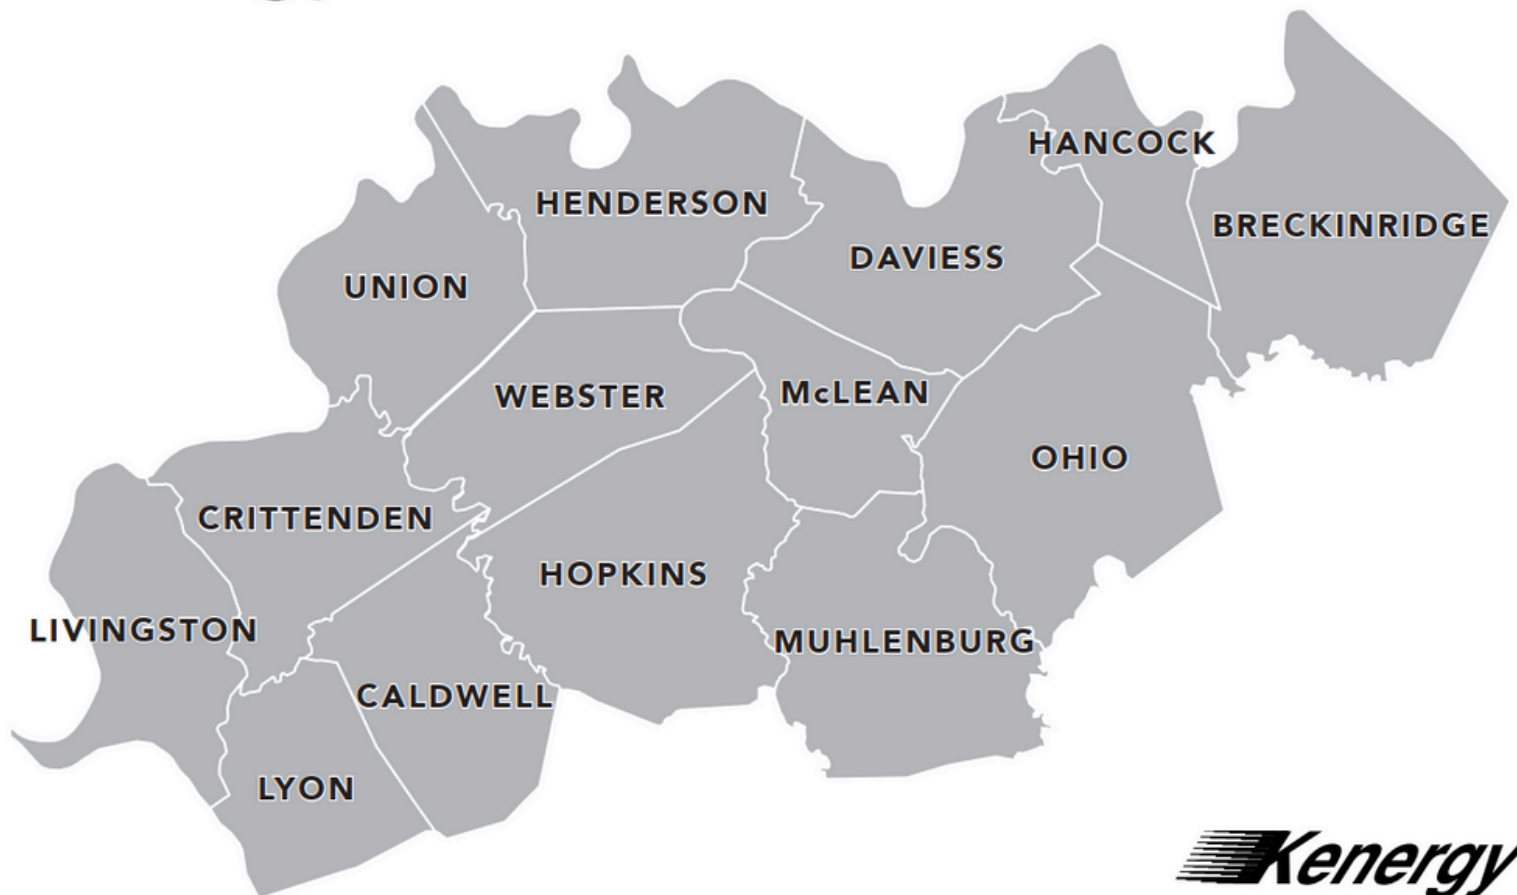 HANCOCK
HENDERSON
BRECKINRIDGE
DAVIESS
UNION
McLEAN
WEBSTER
OHIO
CRITTENDEN
HOPKINS
LIVINGSTON
MUHLENBURG
CALDWELL
LYON
Kenergy